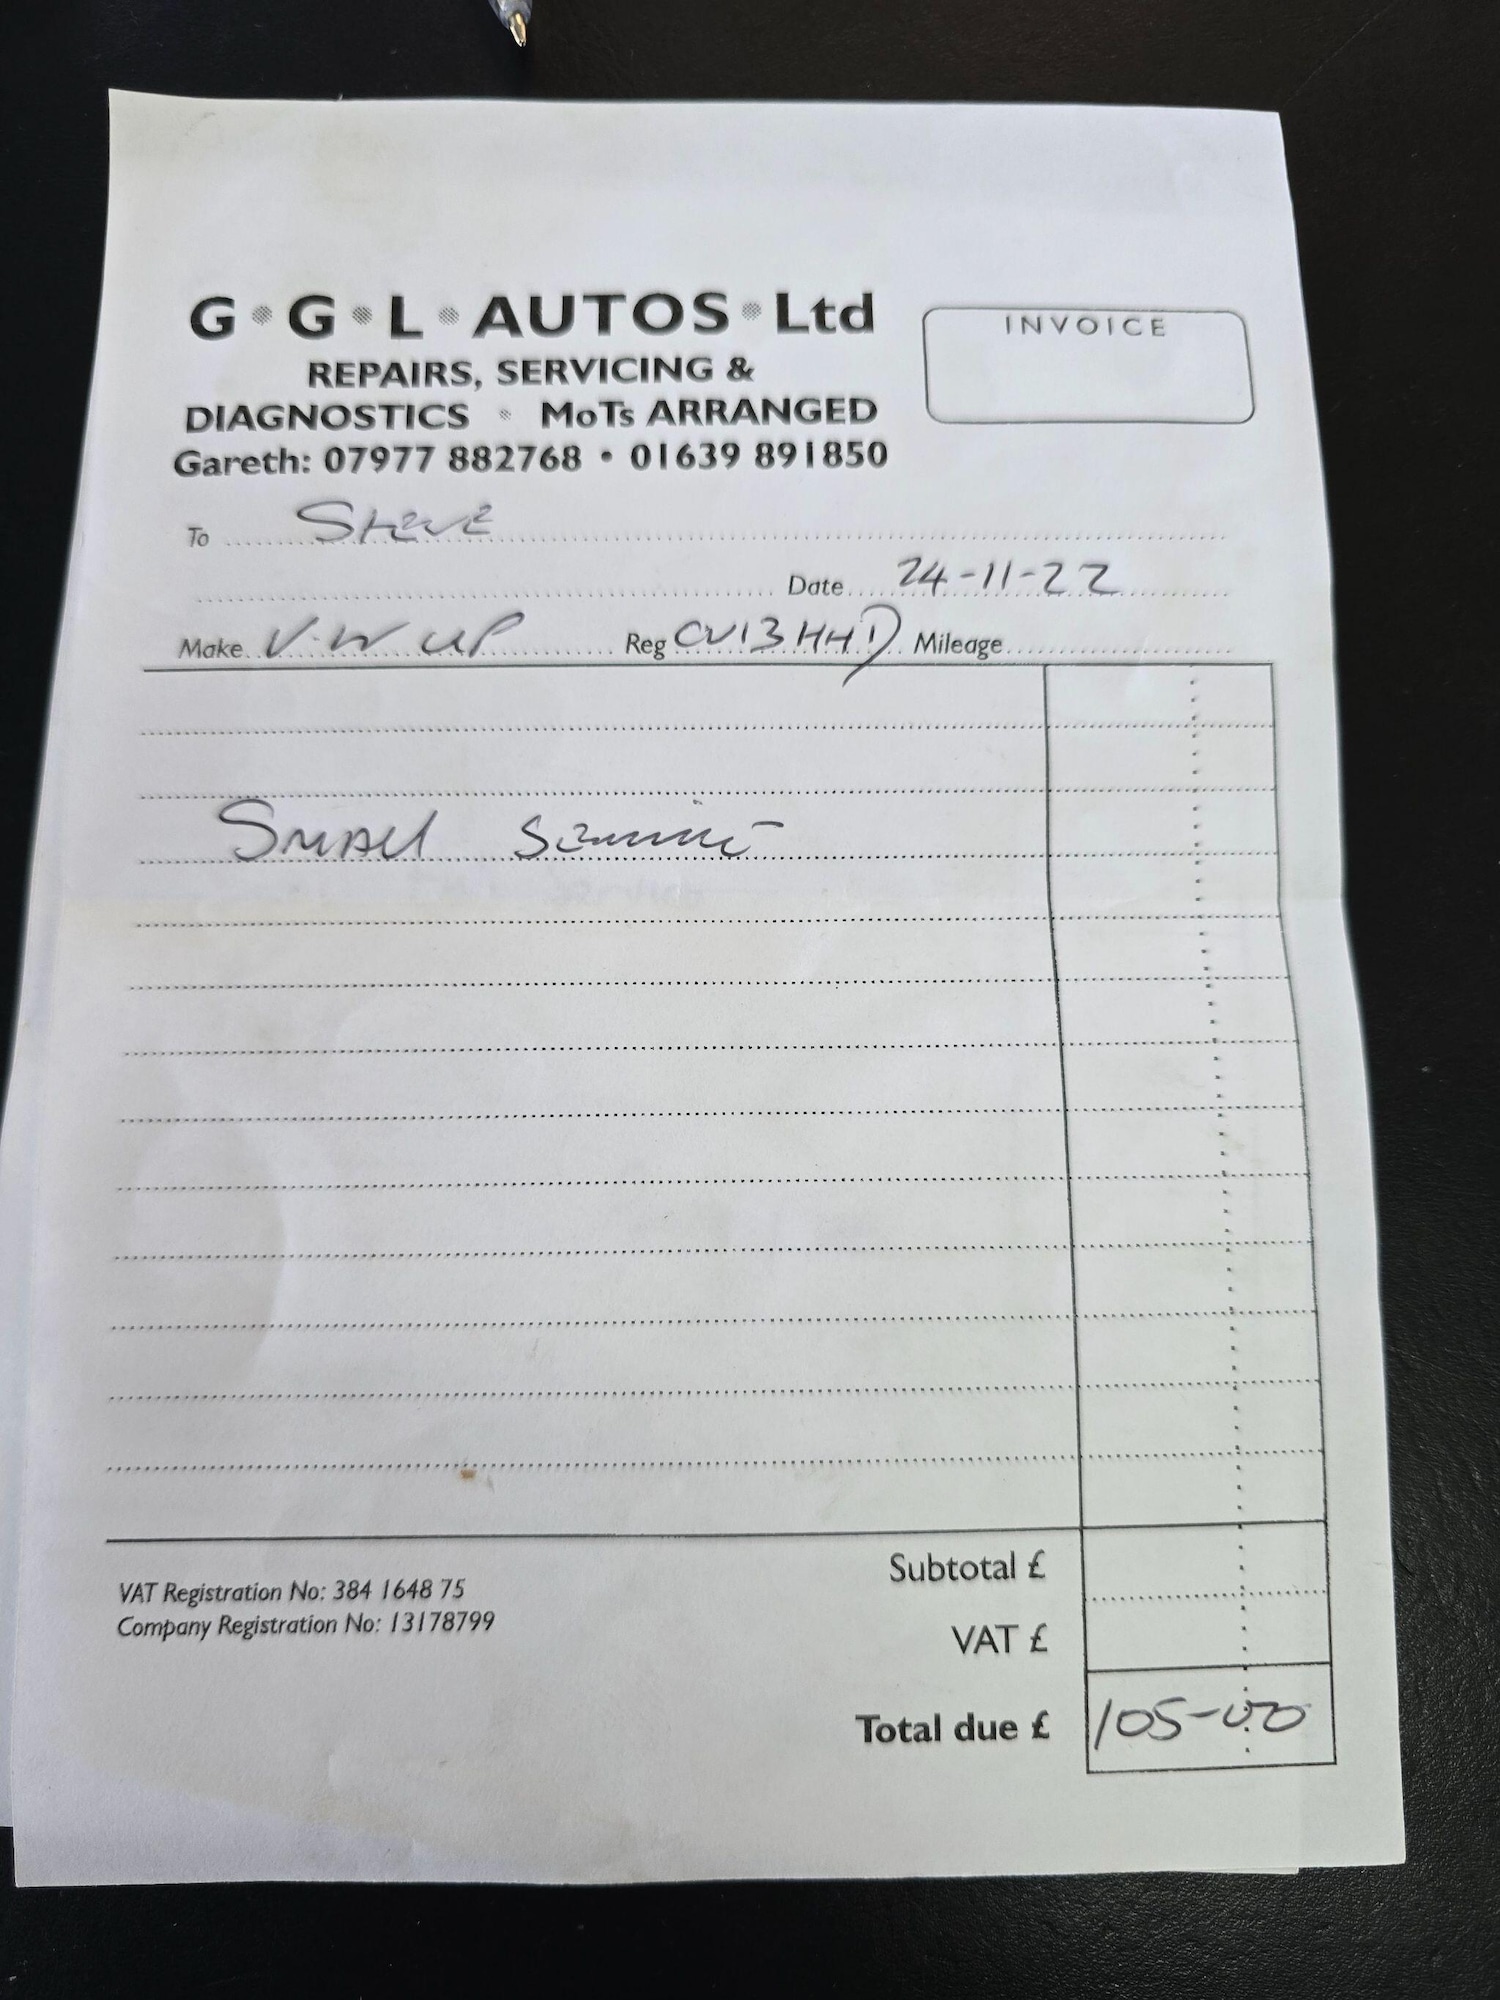 G • G • L • AUTOS • Ltd
INVOICE
REPAIRS, SERVICING &
DIAGNOSTICS • MoTs ARRANGED
Gareth: 07977 882768 • 01639 891850
To Steve
Date 24-11-22
Make V.W UP Reg CV13 HHD Mileage
Small Service
Subtotal £
VAT Registration No: 384 1648 75
Company Registration No: 13178799
VAT £
Total due £ 105-00